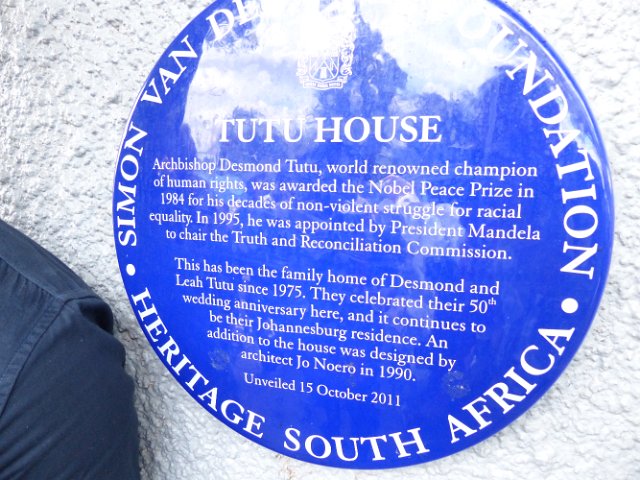 SIMON VAN DE FOUNDATION
TUTU HOUSE
Archbishop Desmond Tutu, world renowned champion
of human rights, was awarded the Nobel Peace Prize in
1984 for his decades of non-violent struggle for racial
equality. In 1995, he was appointed by President Mandela
to chair the Truth and Reconciliation Commission.
This has been the family home of Desmond and
Leah Tutu since 1975. They celebrated their 50th
wedding anniversary here, and it continues to
be their Johannesburg residence. An
addition to the house was designed by
architect Jo Noero in 1990.
Unveiled 15 October 2011
• HERITAGE SOUTH AFRICA •